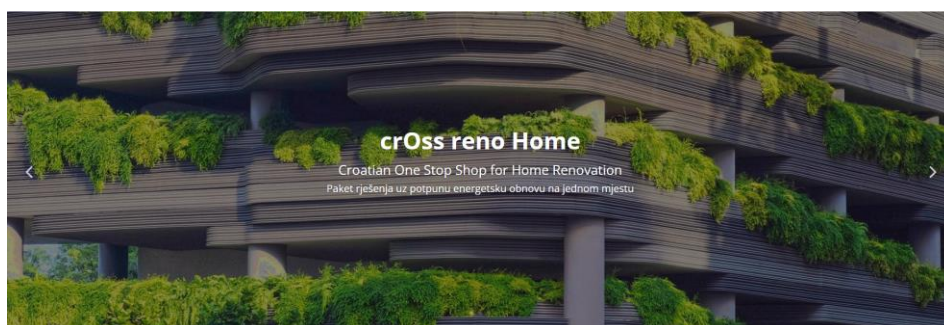 crOss reno Home
Croatian One Stop Shop for Home Renovation
Paket rješenja uz potpunu energetsku obnovu na jednom mjestu